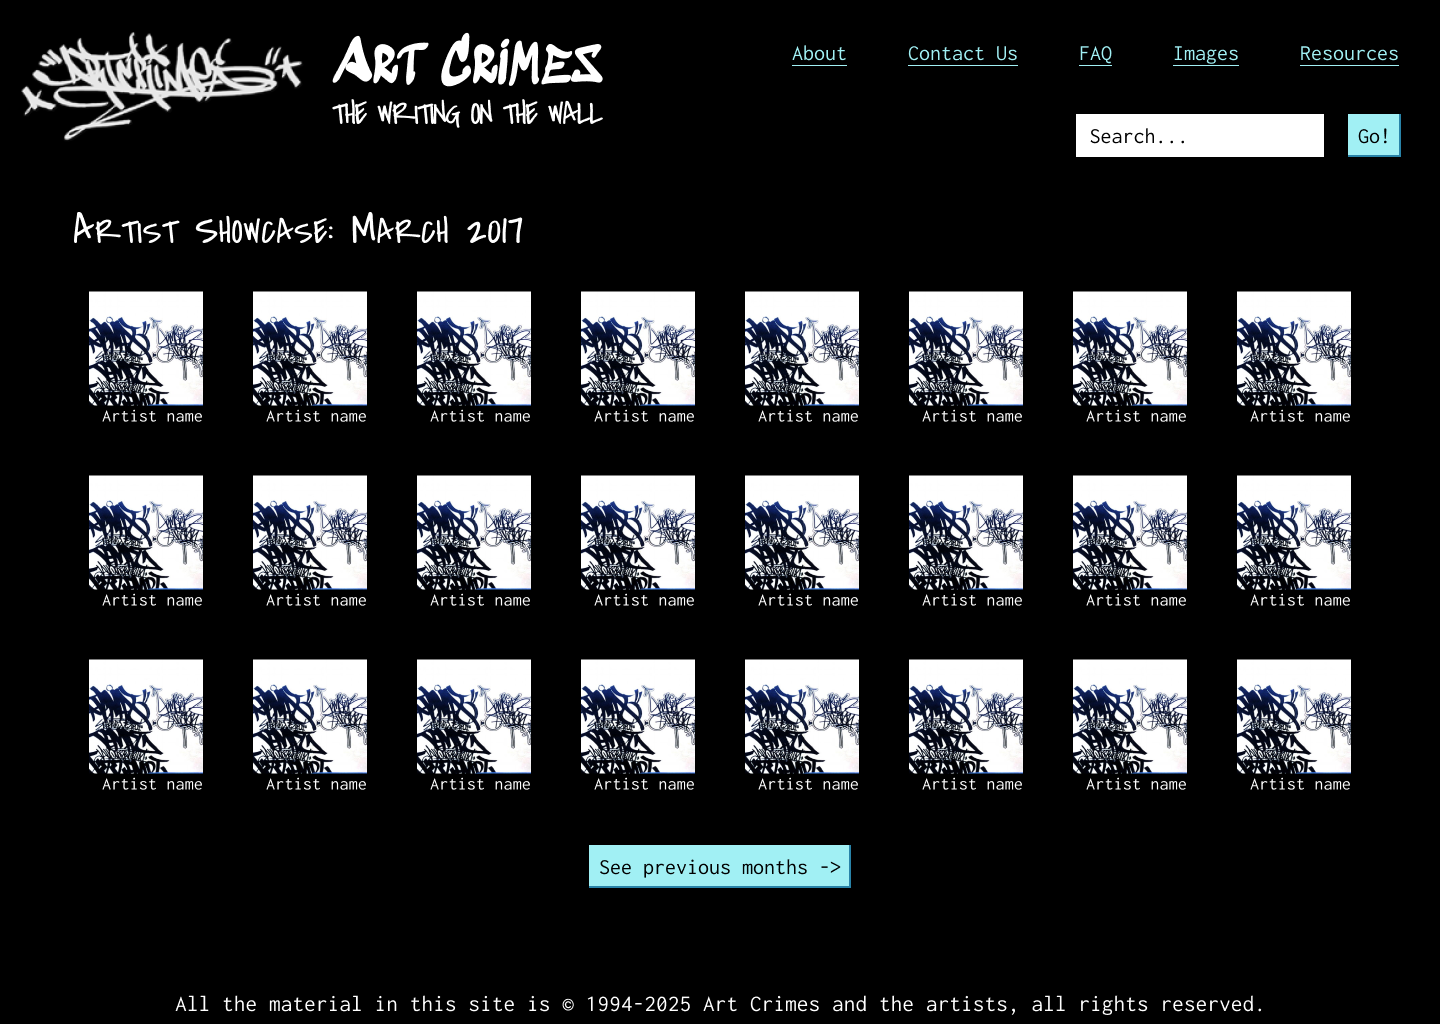 ARTCRIMES
Art Crimes
THE WRITING ON THE WALL
About Contact Us FAQ Images Resources
Search... Go!
Artist Showcase: March 2017
Artist name Artist name Artist name Artist name Artist name Artist name Artist name Artist name
Artist name Artist name Artist name Artist name Artist name Artist name Artist name Artist name
Artist name Artist name Artist name Artist name Artist name Artist name Artist name Artist name
See previous months ->
All the material in this site is © 1994-2025 Art Crimes and the artists, all rights reserved.